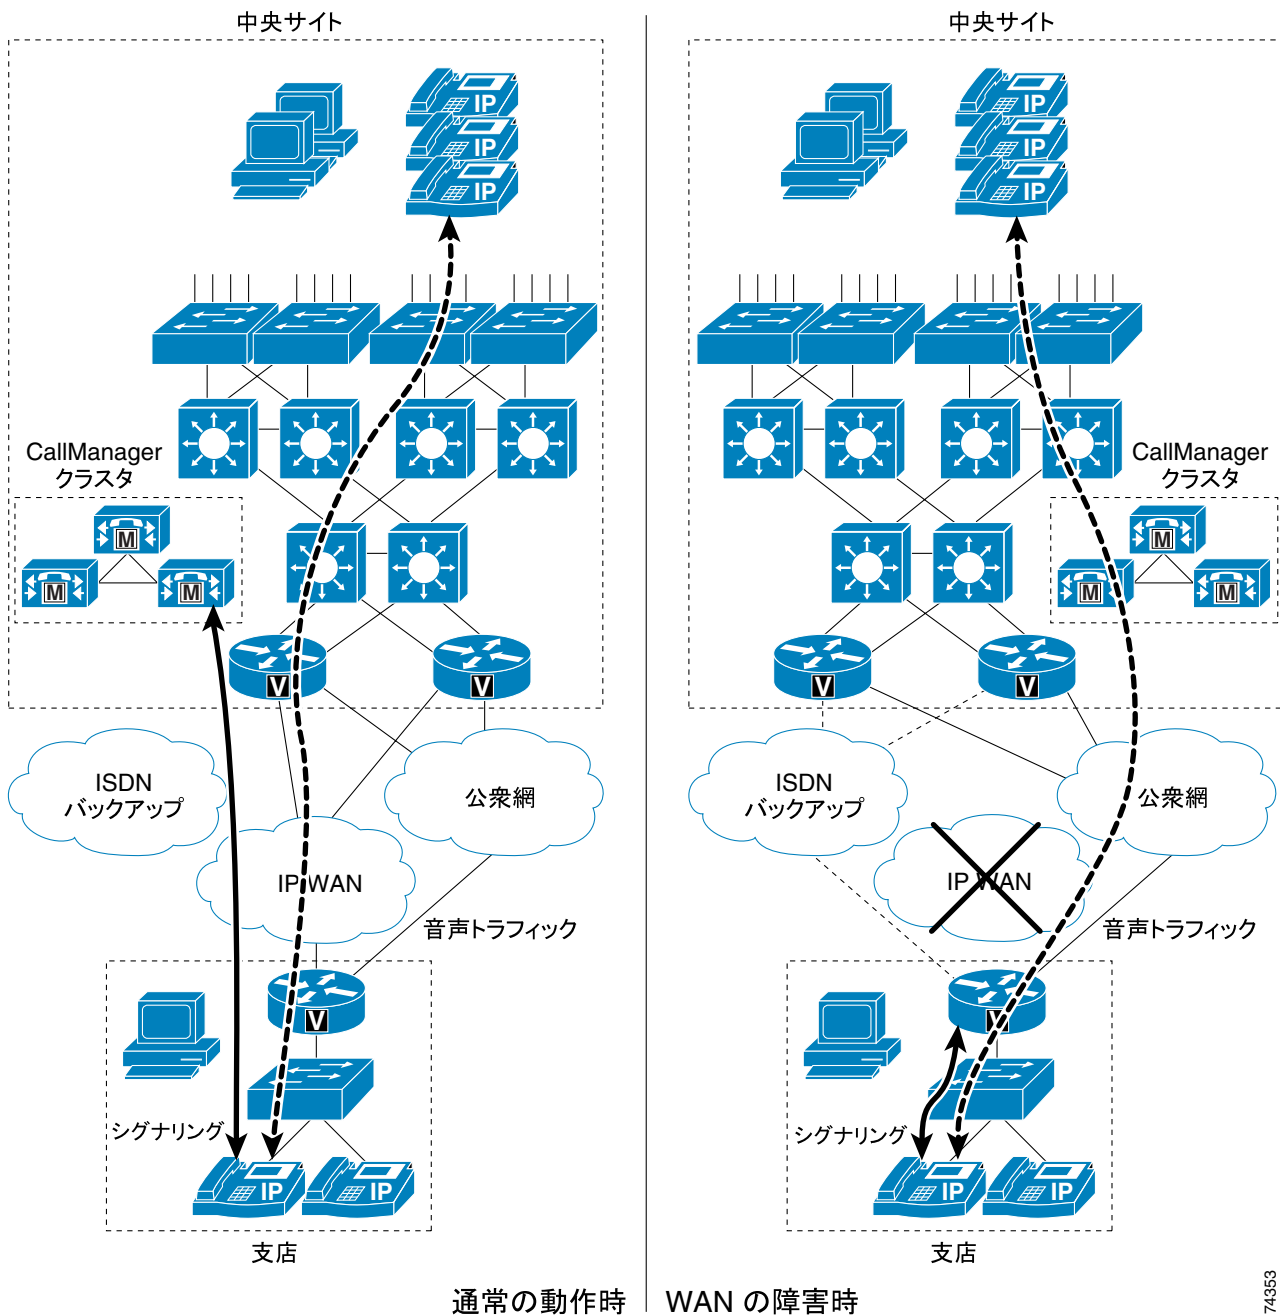 中央サイト
IP
IP
IP
CallManager
クラスタ
M
M
M
V
V
ISDN
バックアップ
公衆網
IP WAN
音声トラフィック
V
シグナリング
IP
IP
支店
通常の動作時
中央サイト
IP
IP
IP
CallManager
クラスタ
M
M
M
V
V
ISDN
バックアップ
公衆網
IP WAN
音声トラフィック
V
シグナリング
IP
IP
支店
WAN の障害時
74353